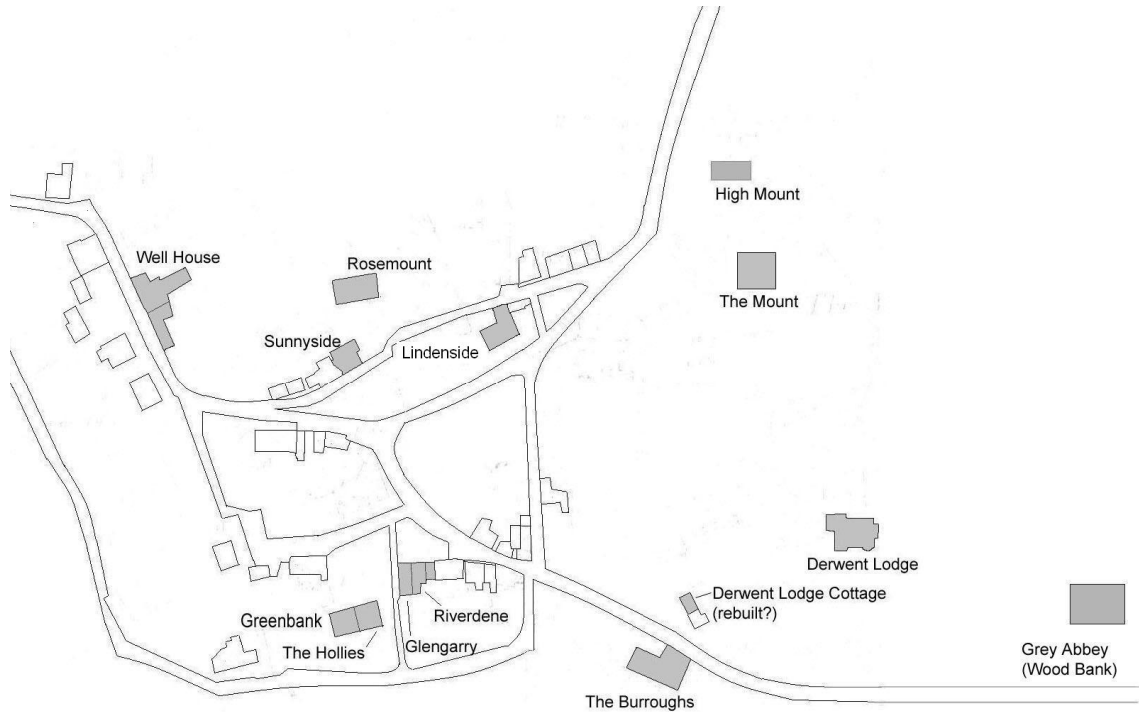 High Mount
Well House
Rosemount
The Mount
Sunnyside
Lindenside
Derwent Lodge
Derwent Lodge Cottage
(rebuilt?)
Greenbank
Riverdene
The Hollies
Glengarry
Grey Abbey
(Wood Bank)
The Burroughs